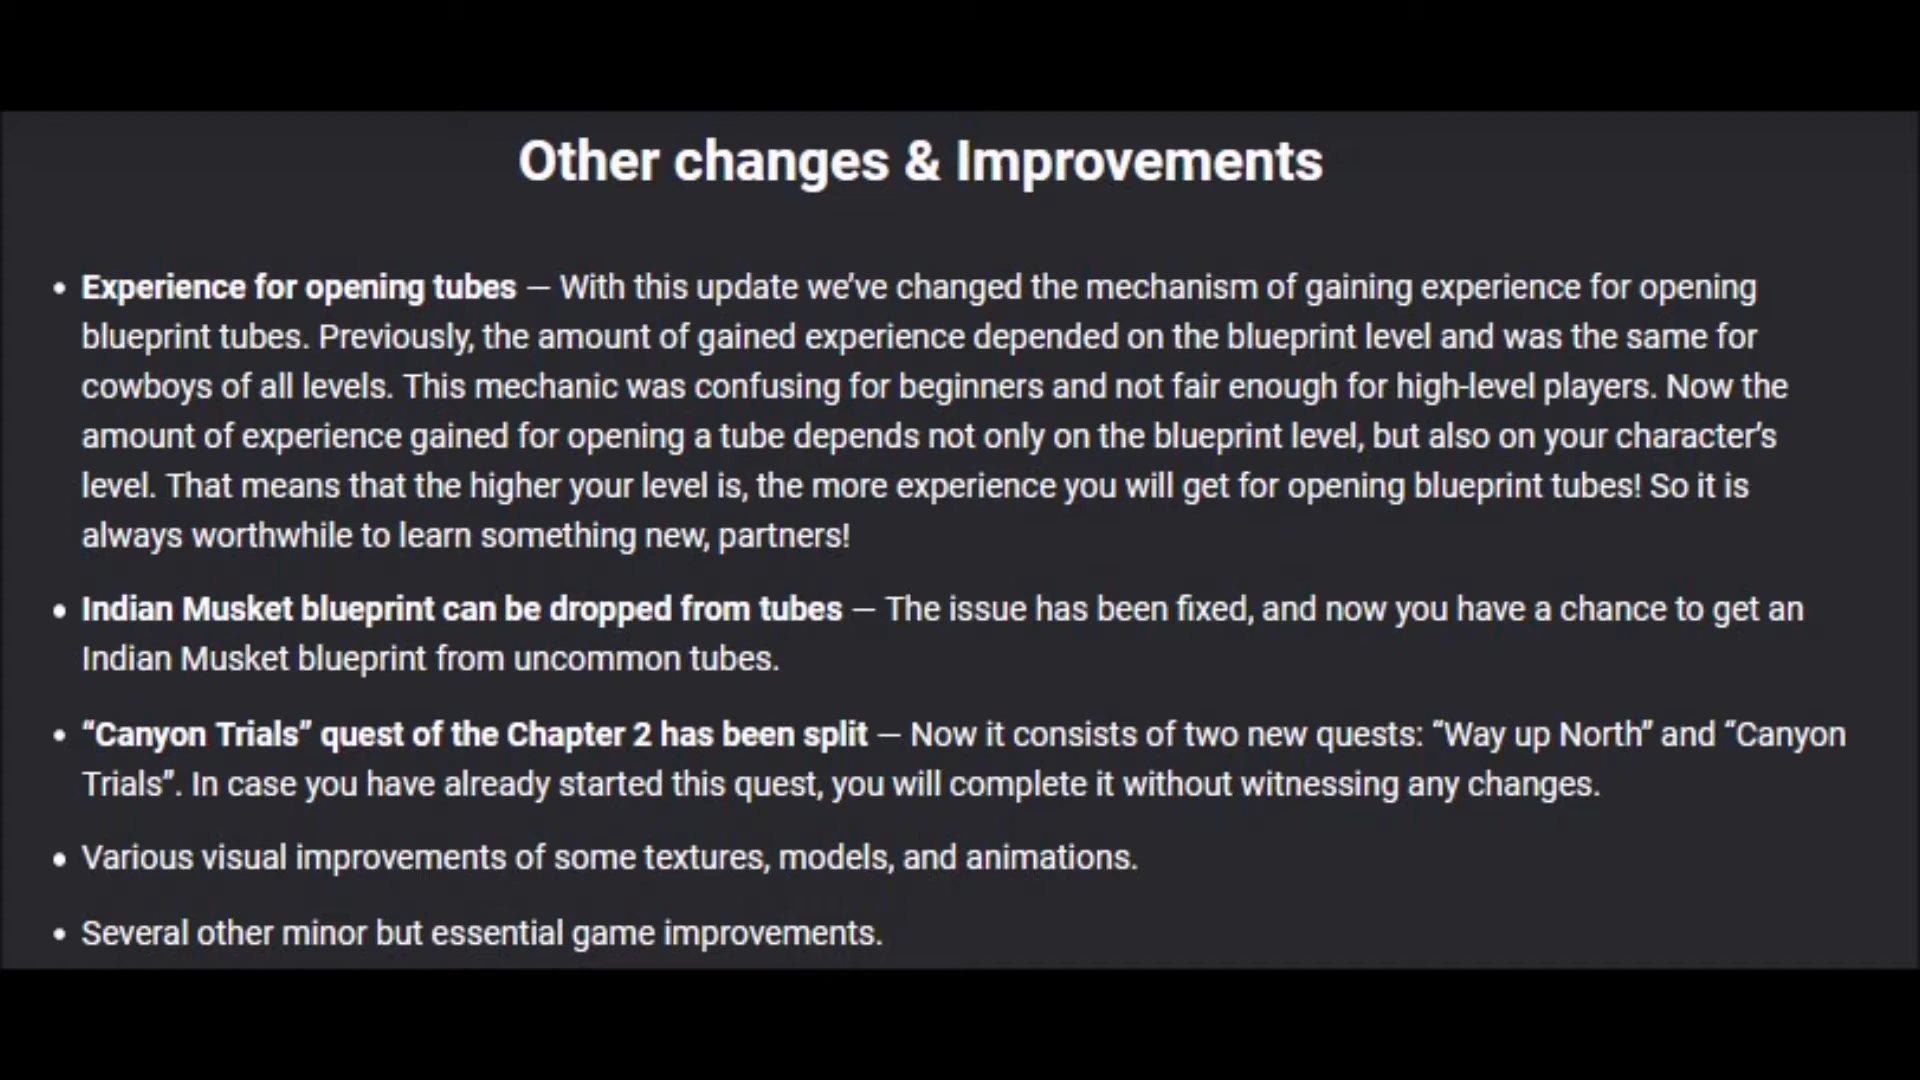 Other changes & Improvements
• Experience for opening tubes — With this update we’ve changed the mechanism of gaining experience for opening
blueprint tubes. Previously, the amount of gained experience depended on the blueprint level and was the same for
cowboys of all levels. This mechanic was confusing for beginners and not fair enough for high-level players. Now the
amount of experience gained for opening a tube depends not only on the blueprint level, but also on your character’s
level. That means that the higher your level is, the more experience you will get for opening blueprint tubes! So it is
always worthwhile to learn something new, partners!
• Indian Musket blueprint can be dropped from tubes — The issue has been fixed, and now you have a chance to get an
Indian Musket blueprint from uncommon tubes.
• “Canyon Trials” quest of the Chapter 2 has been split — Now it consists of two new quests: “Way up North” and “Canyon
Trials”. In case you have already started this quest, you will complete it without witnessing any changes.
• Various visual improvements of some textures, models, and animations.
• Several other minor but essential game improvements.